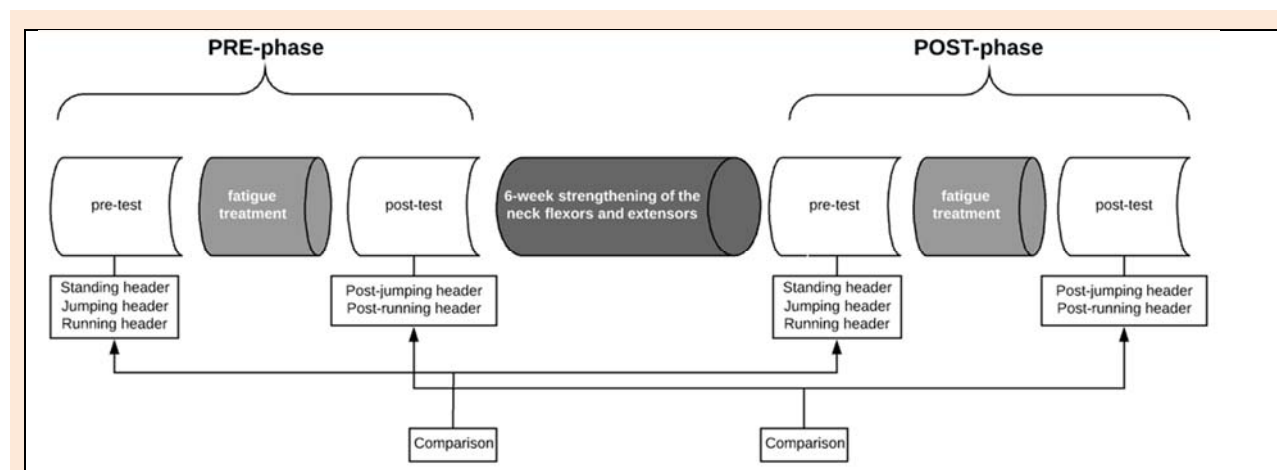 PRE-phase
POST-phase
pre-test
fatigue
treatment
post-test
6-week strengthening of the
neck flexors and extensors
pre-test
fatigue
treatment
post-test
Standing header
Jumping header
Running header
Post-jumping header
Post-running header
Standing header
Jumping header
Running header
Post-jumping header
Post-running header
Comparison
Comparison